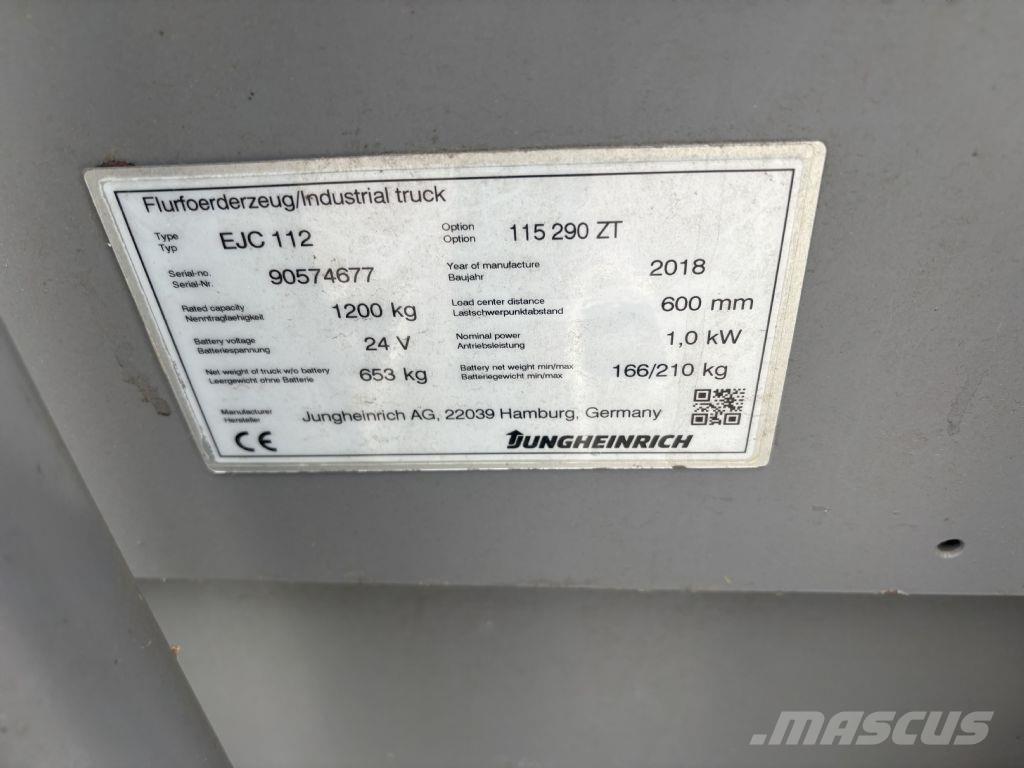 Flurfoerderzeug/Industrial truck
Type EJC 112 Option 115 290 ZT
Typ Option
Serial-no. 90574677 Year of manufacture 2018
Serial-Nr. Baujahr
Rated capacity 1200 kg Load center distance 600 mm
Nenntragfaehigkeit Lastschwerpunktabstand
Battery voltage 24 V Nominal power 1,0 kW
Batteriespannung Antriebsleistung
Net weight of truck w/o battery 653 kg Battery net weight min/max 166/210 kg
Leergewicht ohne Batterie Batteriegewicht min/max
Manufacturer Jungheinrich AG, 22039 Hamburg, Germany
Hersteller
CE JUNGHEINRICH
MASCUS